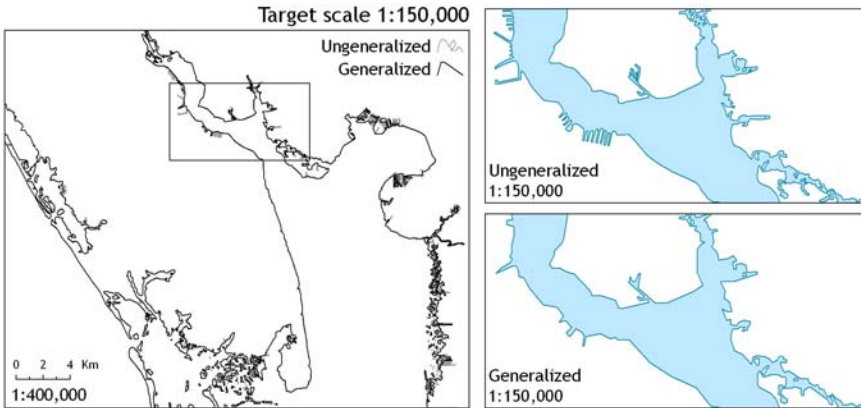 Target scale 1:150,000
Ungeneralized
Generalized
0 2 4 Km
1:400,000
Ungeneralized
1:150,000
Generalized
1:150,000